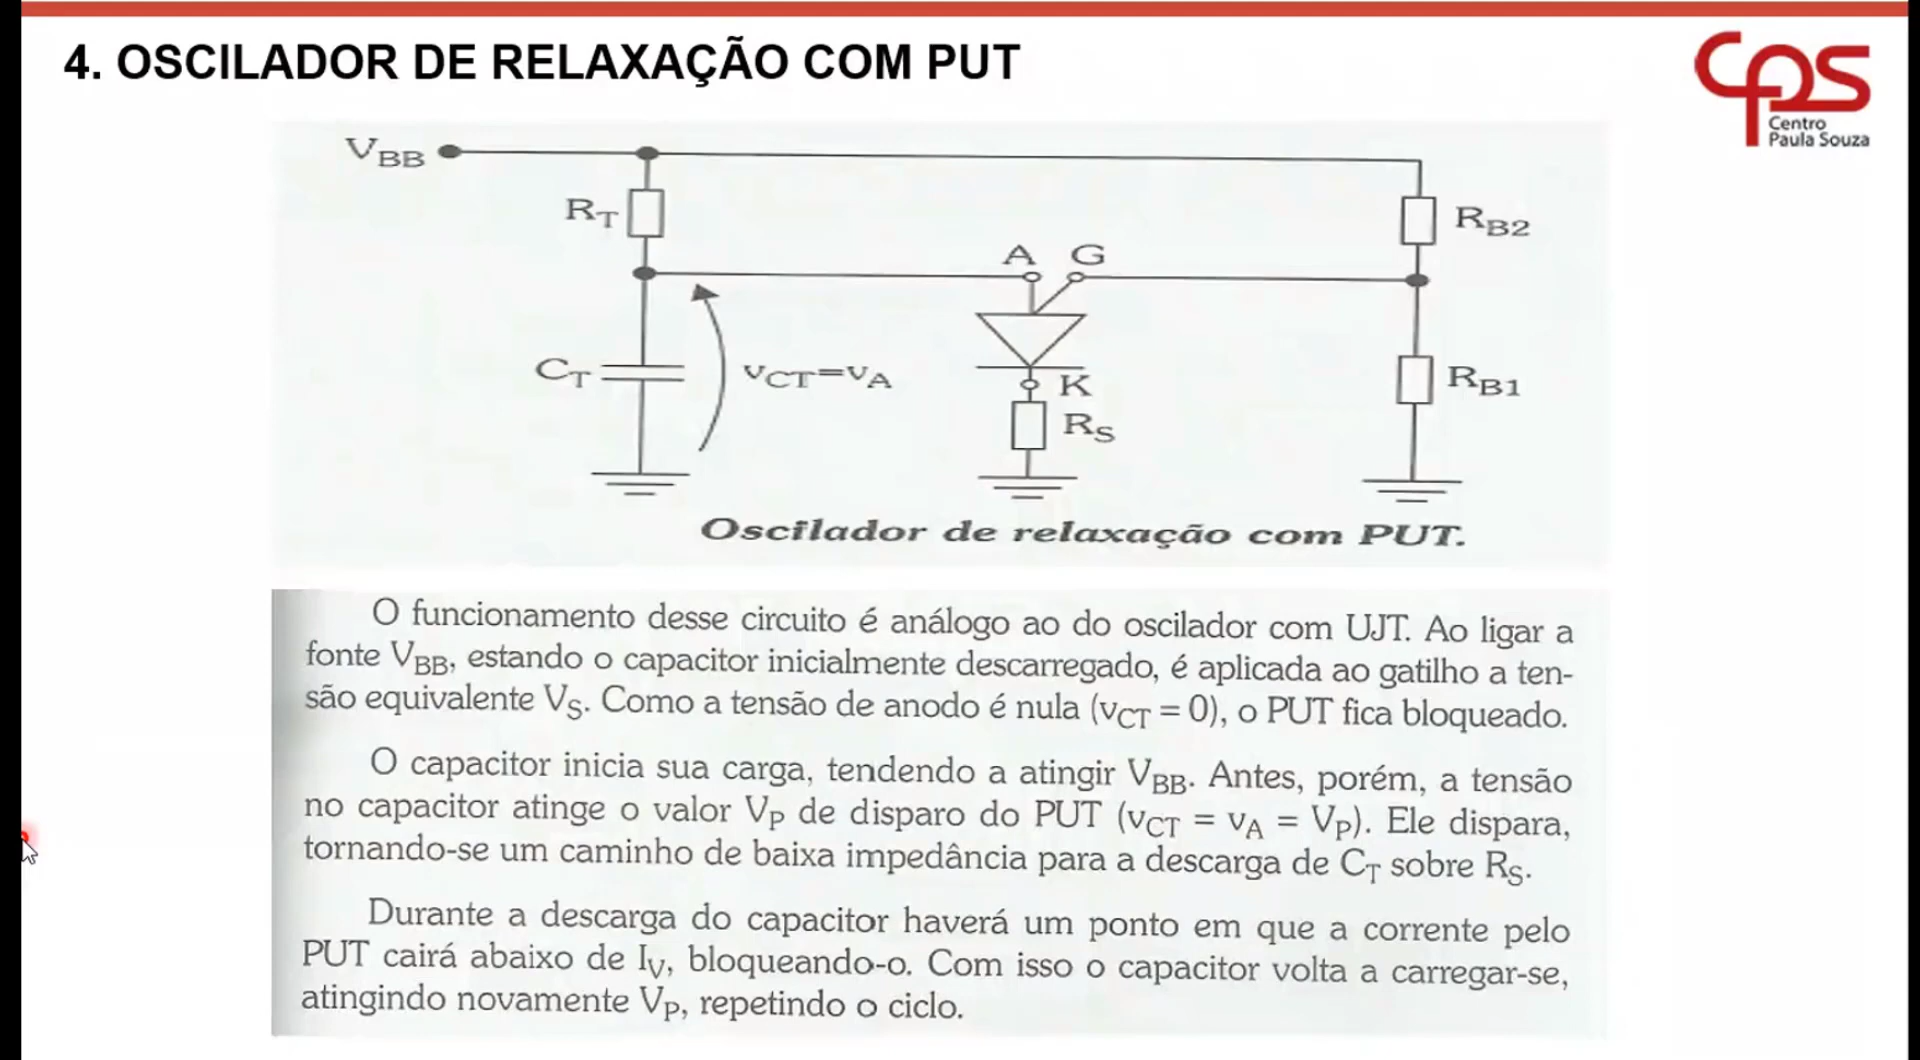 4. OSCILADOR DE RELAXAÇÃO COM PUT
CPS
Centro
Paula Souza
VBB
RT
RB2
A G
CT
vCT=vA
K
RB1
RS
Oscilador de relaxação com PUT.
O funcionamento desse circuito é análogo ao do oscilador com UJT. Ao ligar a
fonte VBB, estando o capacitor inicialmente descarregado, é aplicada ao gatilho a ten-
são equivalente VS. Como a tensão de anodo é nula (vCT = 0), o PUT fica bloqueado.
O capacitor inicia sua carga, tendendo a atingir VBB. Antes, porém, a tensão
no capacitor atinge o valor VP de disparo do PUT (vCT = vA = VP). Ele dispara,
tornando-se um caminho de baixa impedância para a descarga de CT sobre RS.
Durante a descarga do capacitor haverá um ponto em que a corrente pelo
PUT cairá abaixo de IV, bloqueando-o. Com isso o capacitor volta a carregar-se,
atingindo novamente VP, repetindo o ciclo.